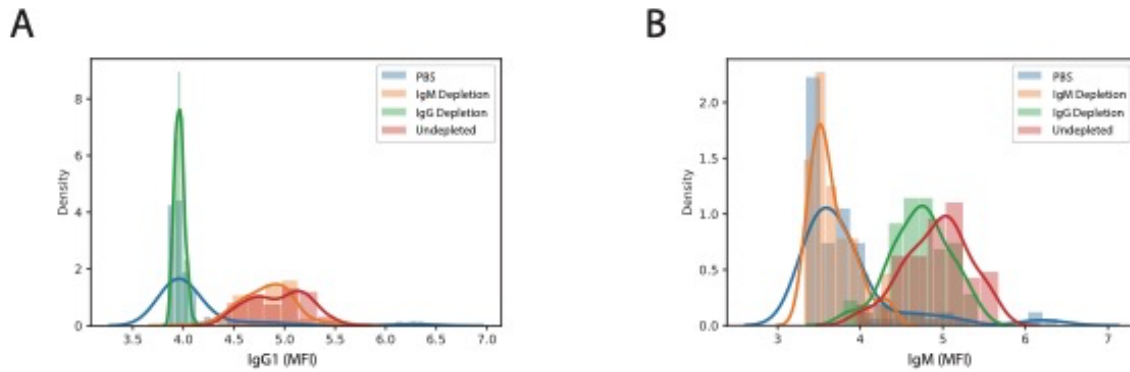 A
PBS
IgM Depletion
IgG Depletion
Undepleted
Density
8
6
4
2
0
3.5 4.0 4.5 5.0 5.5 6.0 6.5 7.0
IgG1 (MFI)
B
PBS
IgM Depletion
IgG Depletion
Undepleted
Density
2.0
1.5
1.0
0.5
0.0
3 4 5 6 7
IgM (MFI)